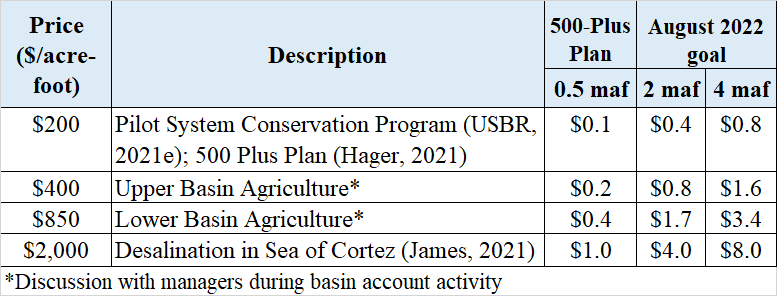 Price ($/acre-foot) Description 500-Plus Plan August 2022 goal
0.5 maf 2 maf 4 maf
$200 Pilot System Conservation Program (USBR, 2021e); 500 Plus Plan (Hager, 2021) $0.1 $0.4 $0.8
$400 Upper Basin Agriculture* $0.2 $0.8 $1.6
$850 Lower Basin Agriculture* $0.4 $1.7 $3.4
$2,000 Desalination in Sea of Cortez (James, 2021) $1.0 $4.0 $8.0
*Discussion with managers during basin account activity